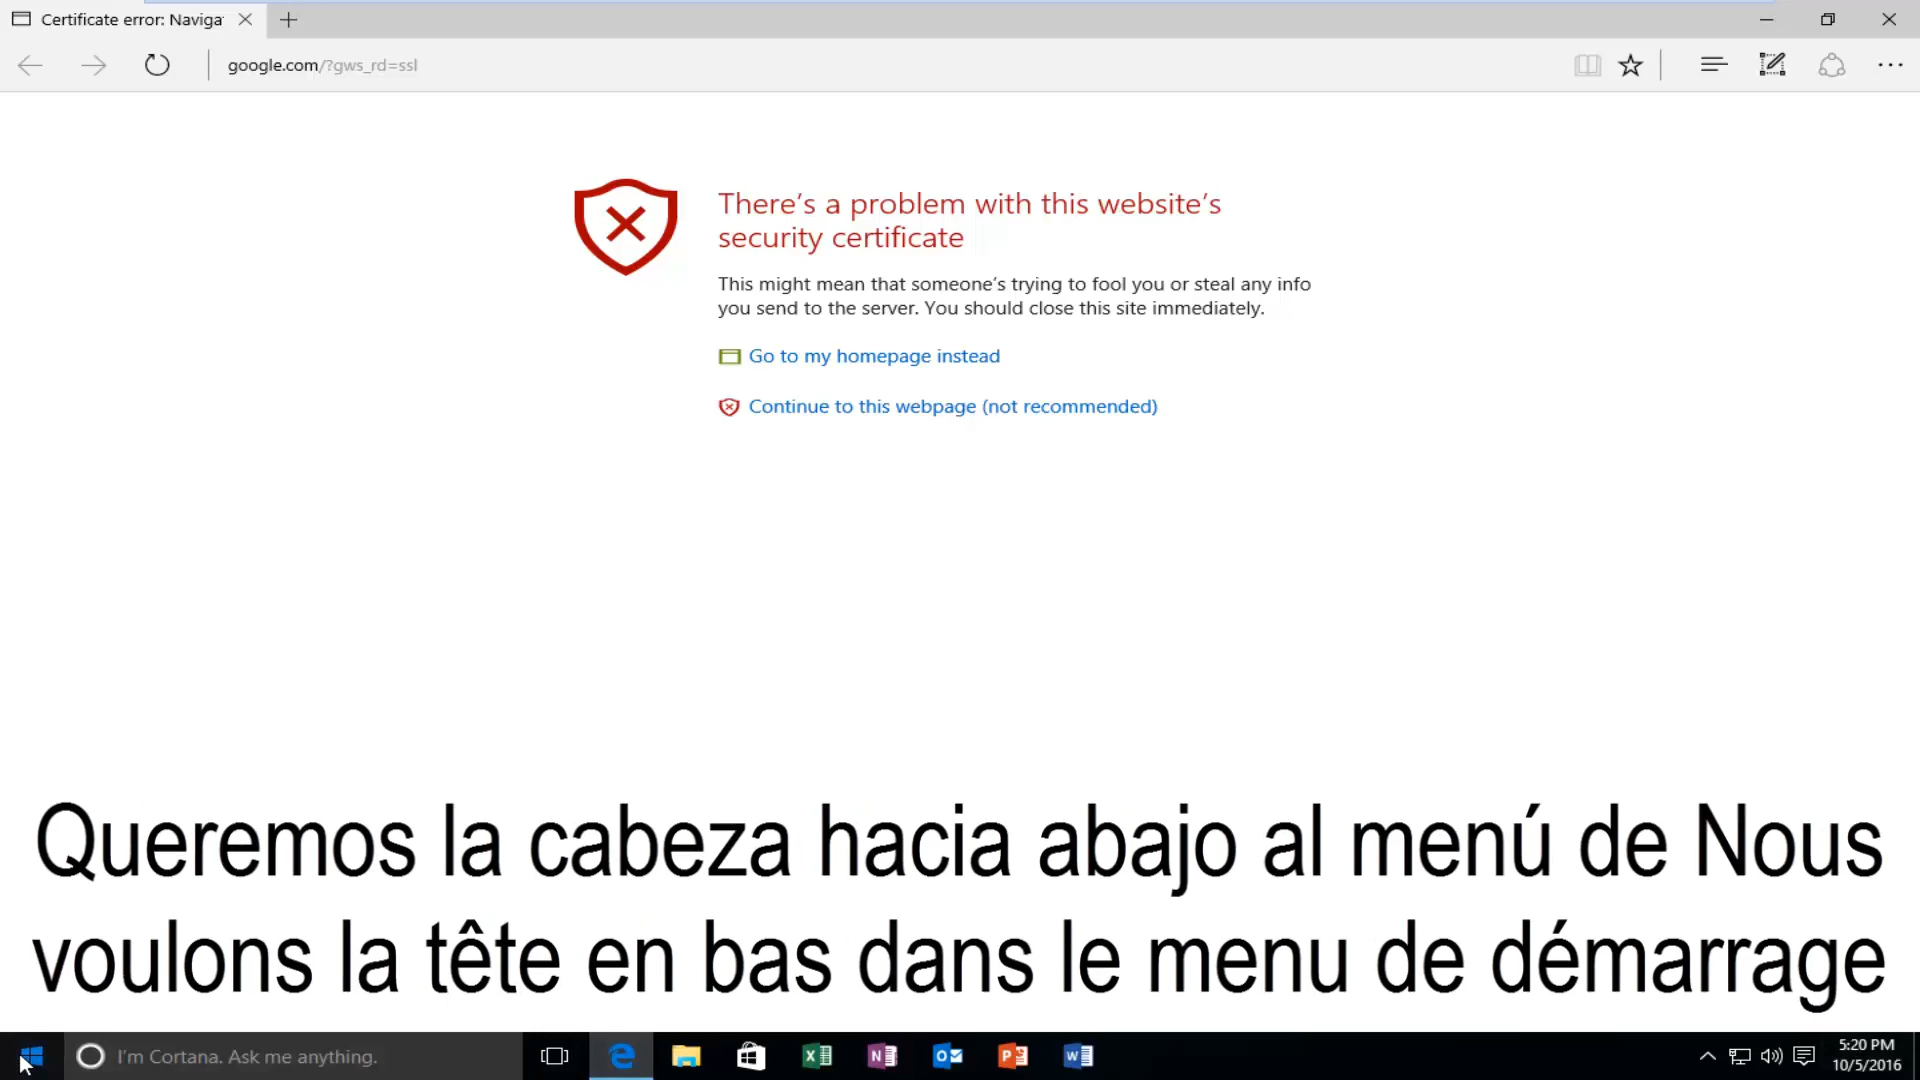 Certificate error: Naviga
google.com/?gws_rd=ssl
There's a problem with this website's
security certificate
This might mean that someone's trying to fool you or steal any info
you send to the server. You should close this site immediately.
Go to my homepage instead
Continue to this webpage (not recommended)
Queremos la cabeza hacia abajo al menú de Nous
voulons la tête en bas dans le menu de démarrage
I'm Cortana. Ask me anything.
5:20 PM
10/5/2016